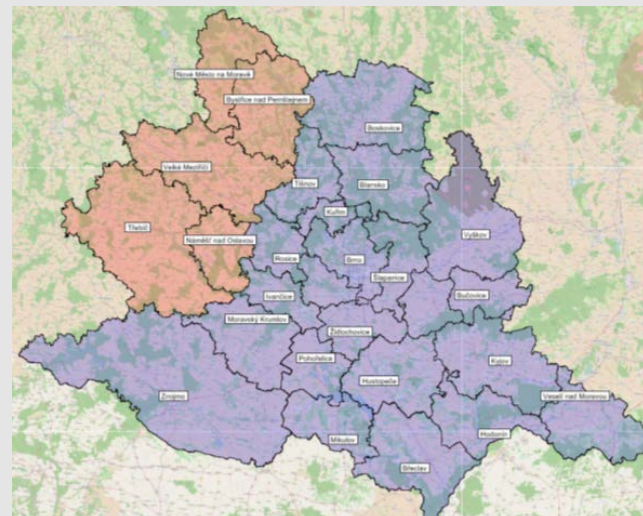 Nové Město na Moravě
Bystřice nad Pernštejnem
Boskovice
Velké Meziříčí
Tišnov
Blansko
Kuřim
Třebíč
Náměšť nad Oslavou
Vyškov
Rosice
Brno
Šlapanice
Ivančice
Bučovice
Moravský Krumlov
Židlochovice
Pohořelice
Kyjov
Hustopeče
Znojmo
Veselí nad Moravou
Mikulov
Hodonín
Břeclav